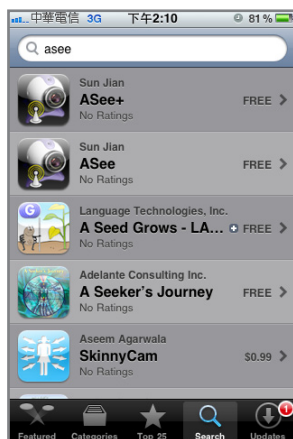 中華電信 3G 下午2:10 81%
asee
Sun Jian
ASee+
No Ratings
FREE
Sun Jian
ASee
No Ratings
FREE
Language Technologies, Inc.
A Seed Grows - LA...
No Ratings
FREE
Adelante Consulting Inc.
A Seeker's Journey
No Ratings
FREE
Aseem Agarwala
SkinnyCam
No Ratings
$0.99
Featured Categories Top 25 Search Updates
1